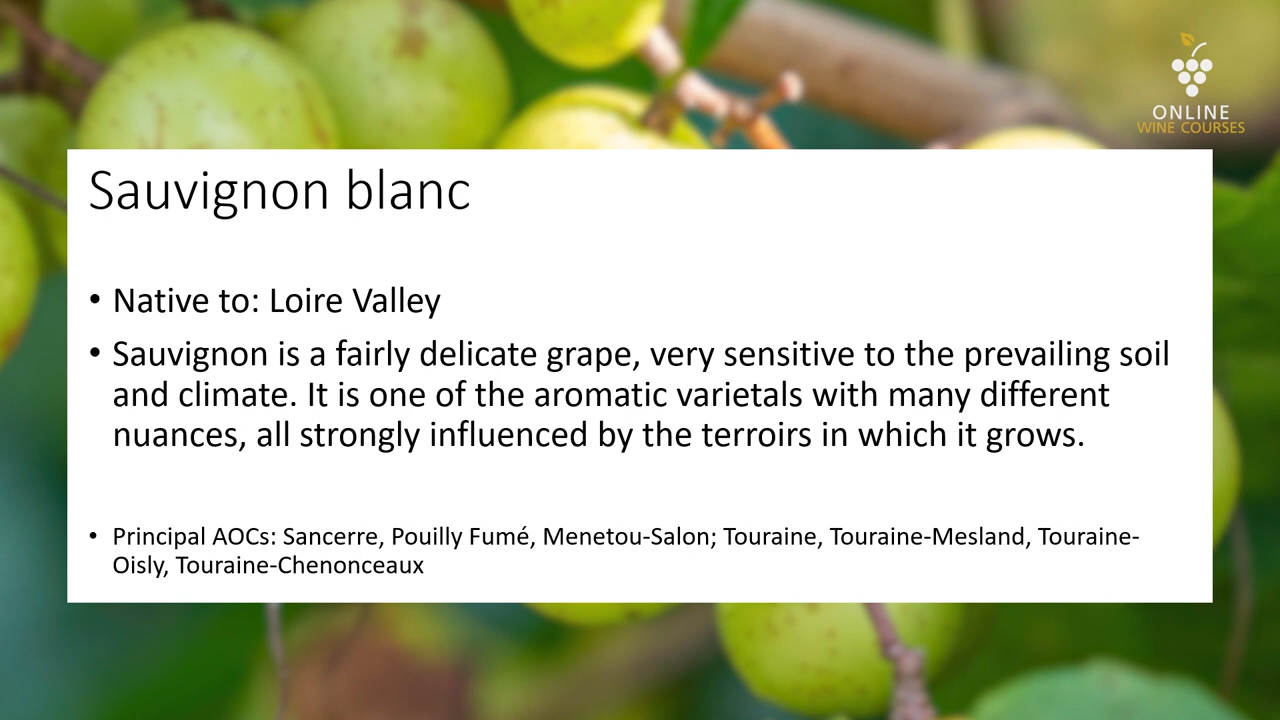 ONLINE
WINE COURSES
Sauvignon blanc
• Native to: Loire Valley
• Sauvignon is a fairly delicate grape, very sensitive to the prevailing soil
and climate. It is one of the aromatic varietals with many different
nuances, all strongly influenced by the terroirs in which it grows.
• Principal AOCs: Sancerre, Pouilly Fumé, Menetou-Salon; Touraine, Touraine-Mesland, Touraine-
Oisly, Touraine-Chenonceaux